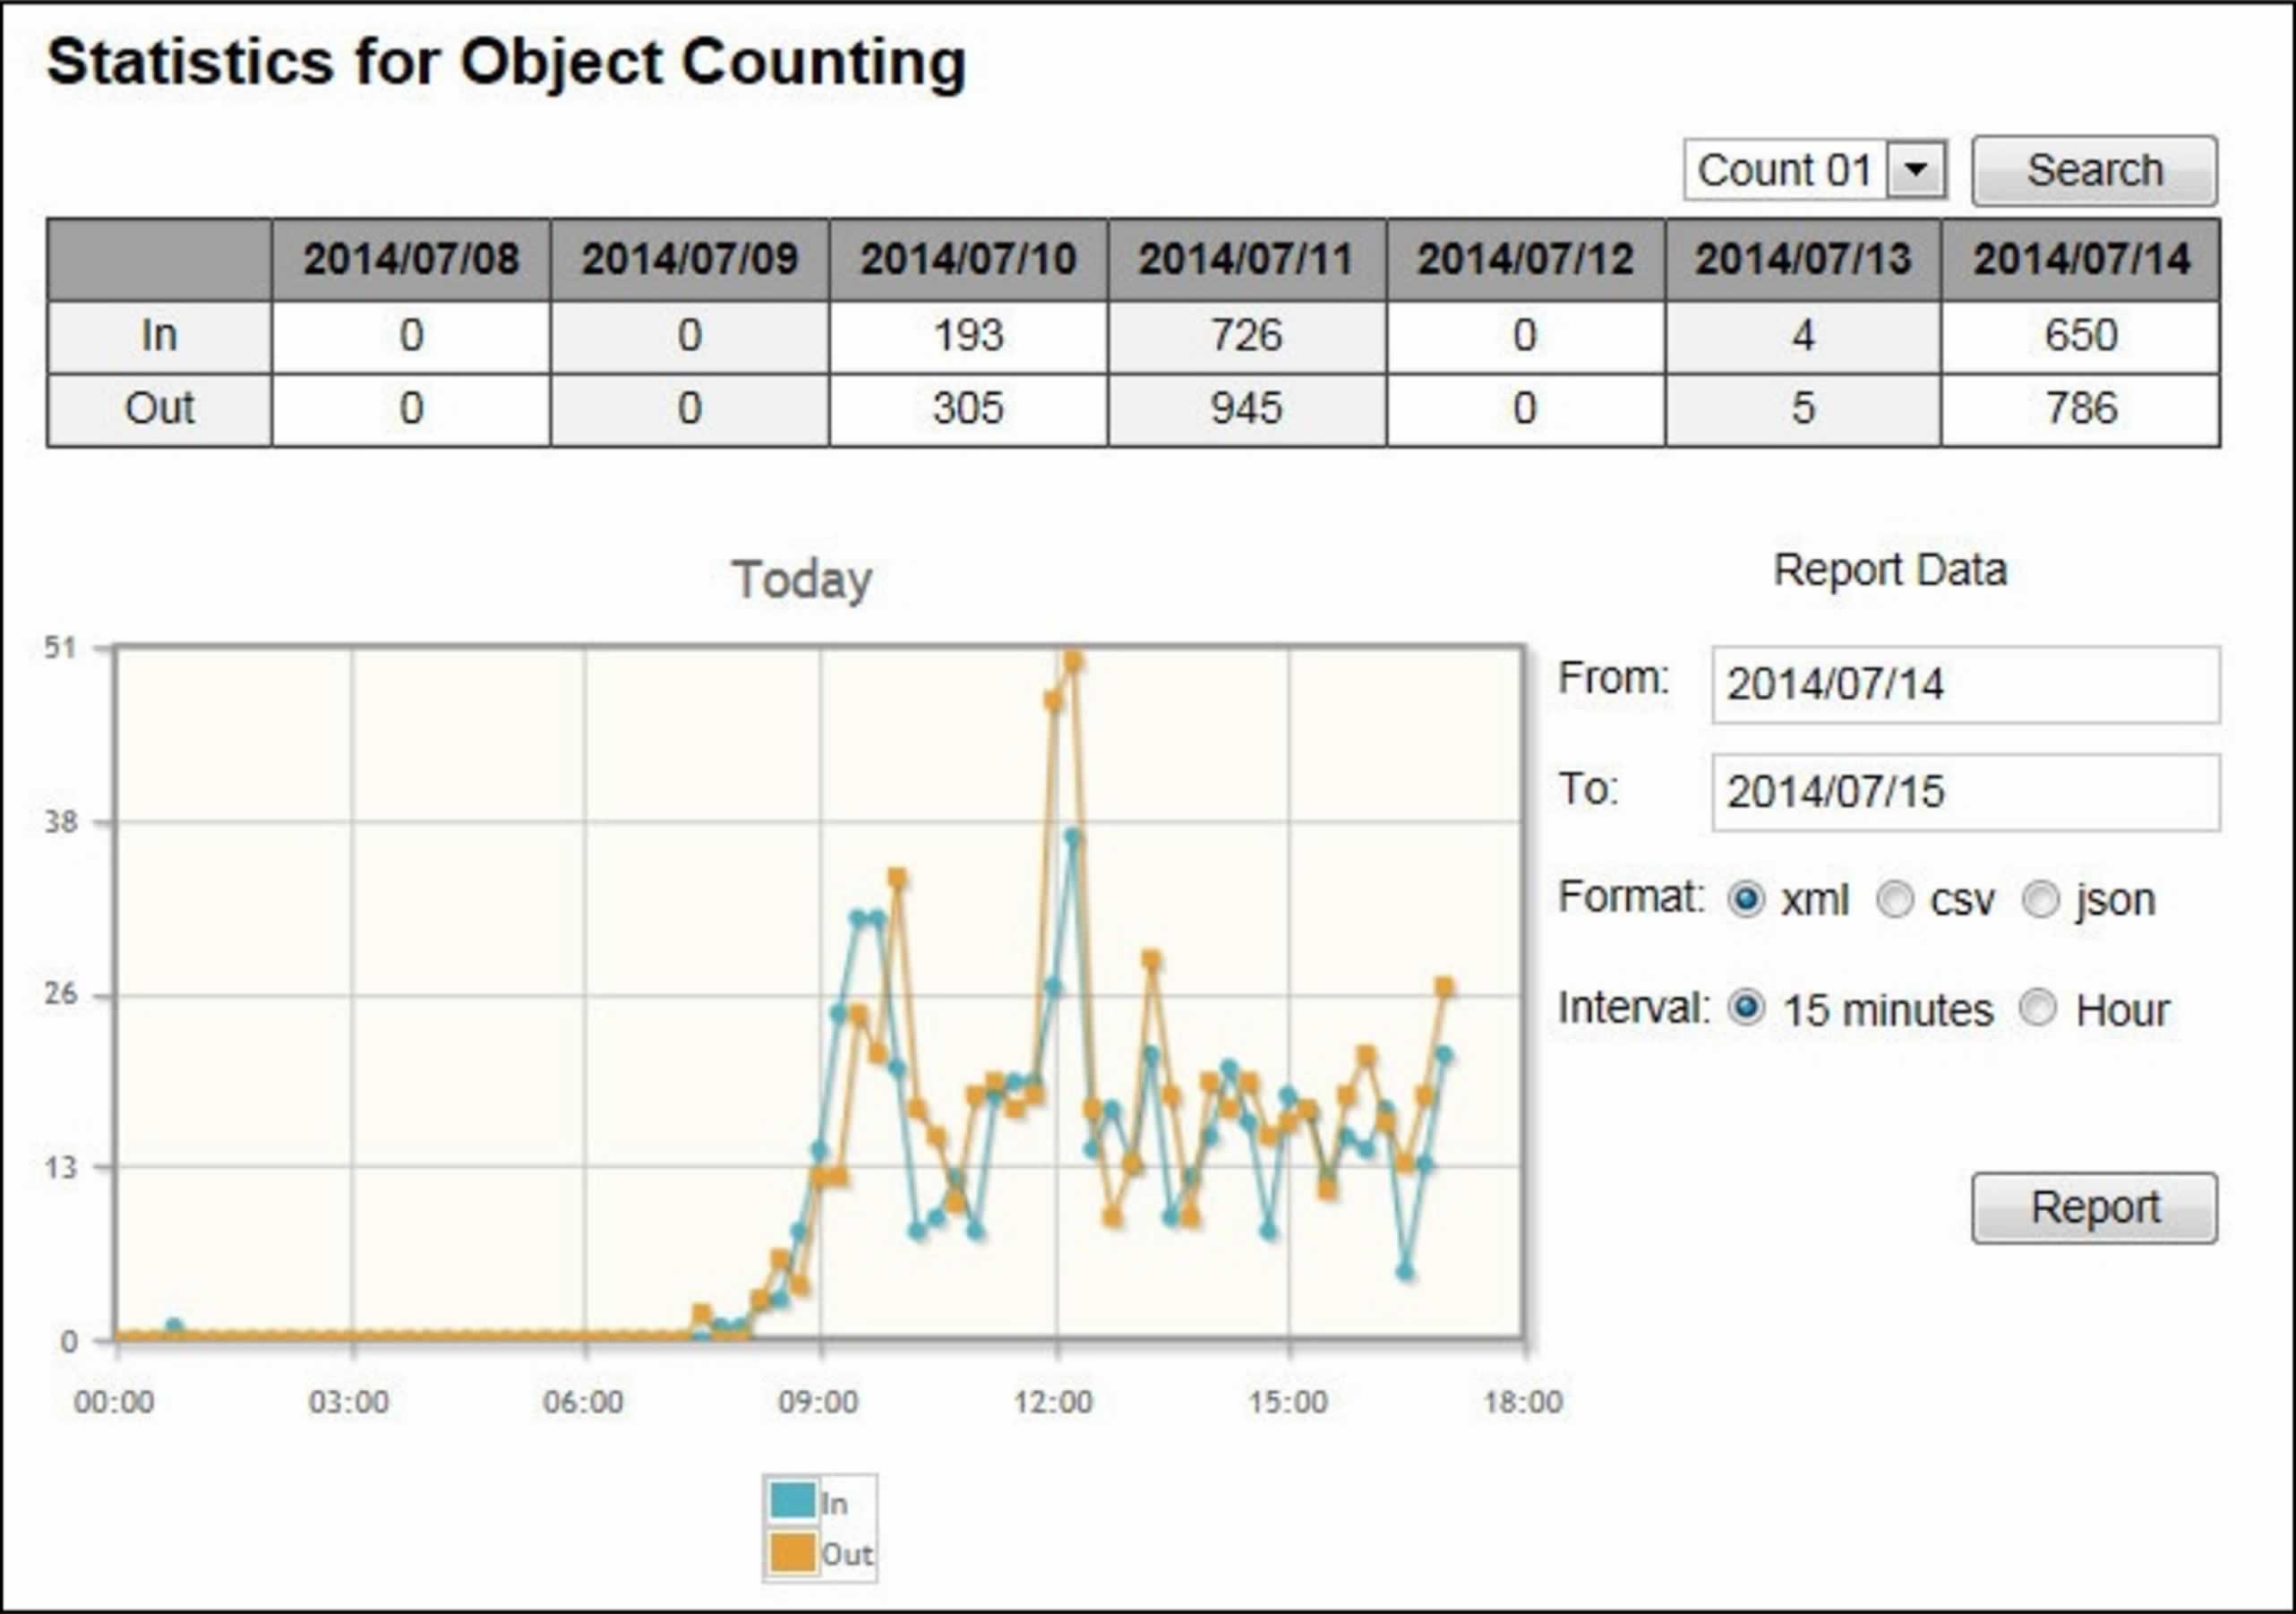 Statistics for Object Counting
Count 01 Search
2014/07/08 2014/07/09 2014/07/10 2014/07/11 2014/07/12 2014/07/13 2014/07/14
In 0 0 193 726 0 4 650
Out 0 0 305 945 0 5 786
Today
51
38
26
13
0
00:00 03:00 06:00 09:00 12:00 15:00 18:00
In
Out
Report Data
From: 2014/07/14
To: 2014/07/15
Format: xml csv json
Interval: 15 minutes Hour
Report